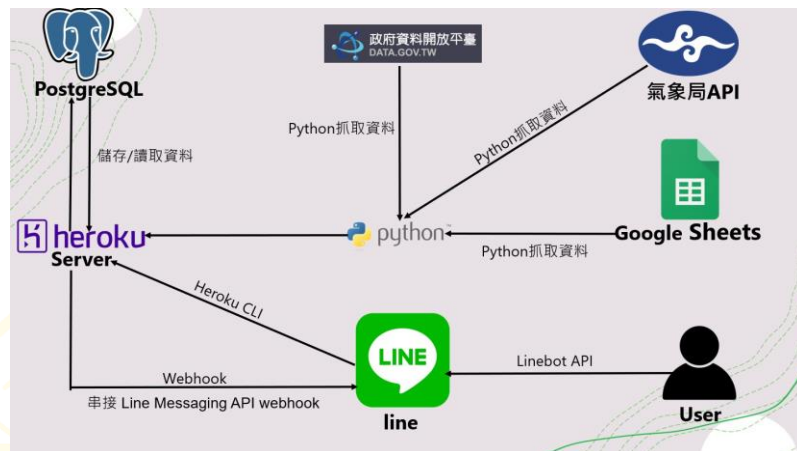 政府資料開放平臺
DATA.GOV.TW
PostgreSQL
氣象局API
Python抓取資料
Python抓取資料
儲存/讀取資料
heroku
Server
python
Google Sheets
Python抓取資料
Heroku CLI
LINE
Linebot API
Webhook
串接 Line Messaging API webhook
line
User